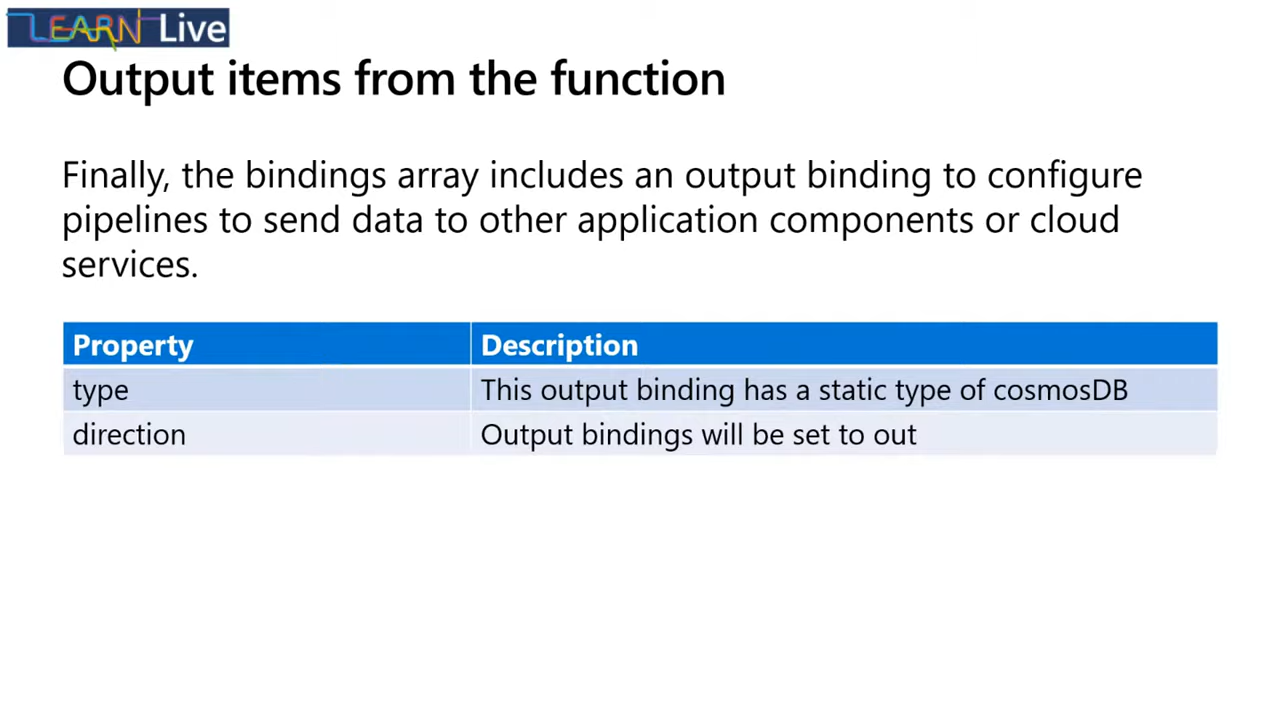 LEARN Live
Output items from the function
Finally, the bindings array includes an output binding to configure
pipelines to send data to other application components or cloud
services.
Property Description
type This output binding has a static type of cosmosDB
direction Output bindings will be set to out